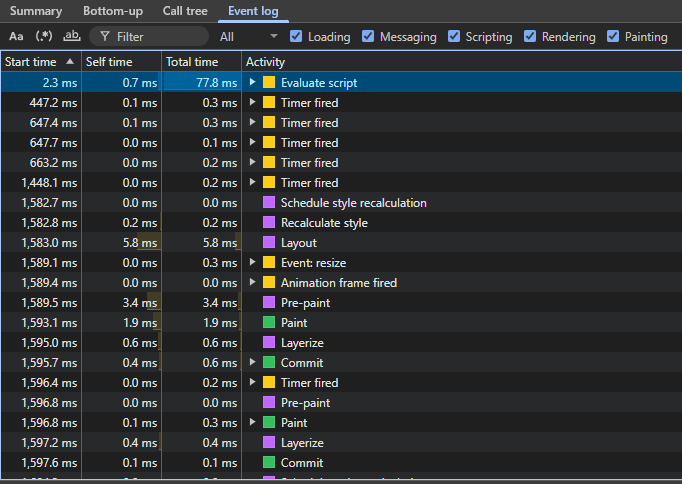 Summary Bottom-up Call tree Event log
Aa (.*) ab Filter All Loading Messaging Scripting Rendering Painting
Start time Self time Total time Activity
2.3 ms 0.7 ms 77.8 ms Evaluate script
447.2 ms 0.1 ms 0.3 ms Timer fired
647.4 ms 0.1 ms 0.3 ms Timer fired
647.7 ms 0.0 ms 0.1 ms Timer fired
663.2 ms 0.0 ms 0.2 ms Timer fired
1,448.1 ms 0.0 ms 0.2 ms Timer fired
1,582.7 ms 0.0 ms 0.0 ms Schedule style recalculation
1,582.8 ms 0.2 ms 0.2 ms Recalculate style
1,583.0 ms 5.8 ms 5.8 ms Layout
1,589.1 ms 0.0 ms 0.3 ms Event: resize
1,589.4 ms 0.0 ms 0.0 ms Animation frame fired
1,589.5 ms 3.4 ms 3.4 ms Pre-paint
1,593.1 ms 1.9 ms 1.9 ms Paint
1,595.0 ms 0.6 ms 0.6 ms Layerize
1,595.7 ms 0.4 ms 0.6 ms Commit
1,596.4 ms 0.0 ms 0.2 ms Timer fired
1,596.8 ms 0.0 ms 0.0 ms Pre-paint
1,596.8 ms 0.1 ms 0.3 ms Paint
1,597.2 ms 0.4 ms 0.4 ms Layerize
1,597.6 ms 0.1 ms 0.1 ms Commit